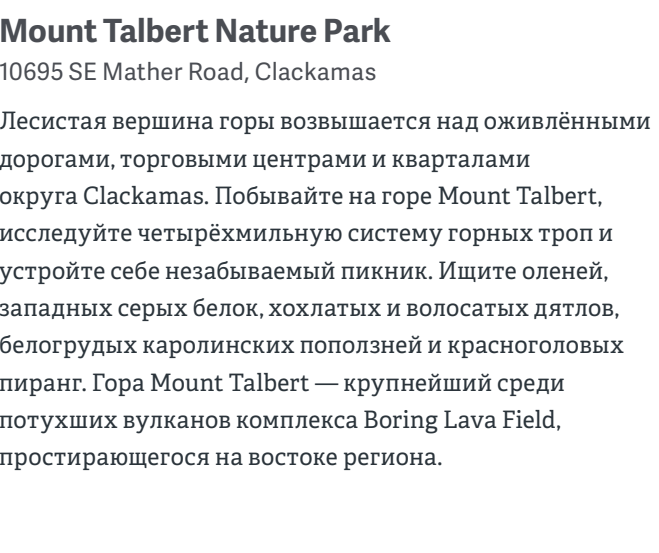 Mount Talbert Nature Park
10695 SE Mather Road, Clackamas
Лесистая вершина горы возвышается над оживлёнными
дорогами, торговыми центрами и кварталами
округа Clackamas. Побывайте на горе Mount Talbert,
исследуйте четырёхмильную систему горных троп и
устройте себе незабываемый пикник. Ищите оленей,
западных серых белок, хохлатых и волосатых дятлов,
белогрудых каролинских поползней и красноголовых
пиранг. Гора Mount Talbert — крупнейший среди
потухших вулканов комплекса Boring Lava Field,
простирающегося на востоке региона.